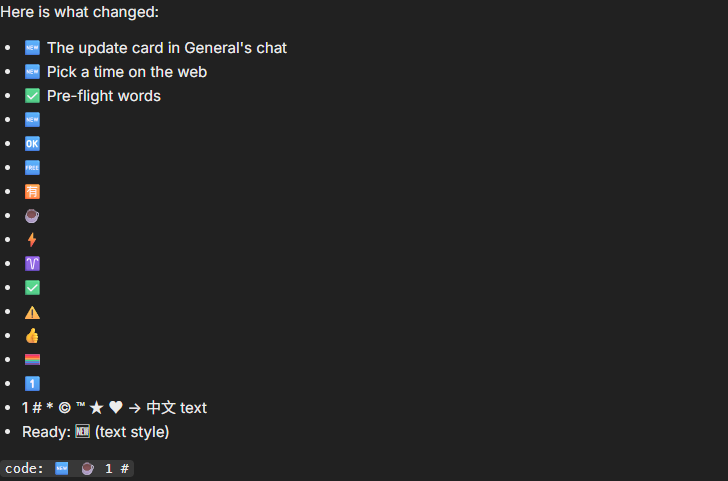 Here is what changed:
• 🆕 The update card in General's chat
• 🆕 Pick a time on the web
• ✅ Pre-flight words
• 🆕
• 🆗
• 🆓
• 🈶
• ☕
• ⚡
• ♈
• ✅
• ⚠️
• 👍
• 🏳️‍🌈
• 1️⃣
• 1 # * © ™ ★ ♥ → 中文 text
• Ready: 🆕 (text style)
code: 🆕 ☕ 1 #